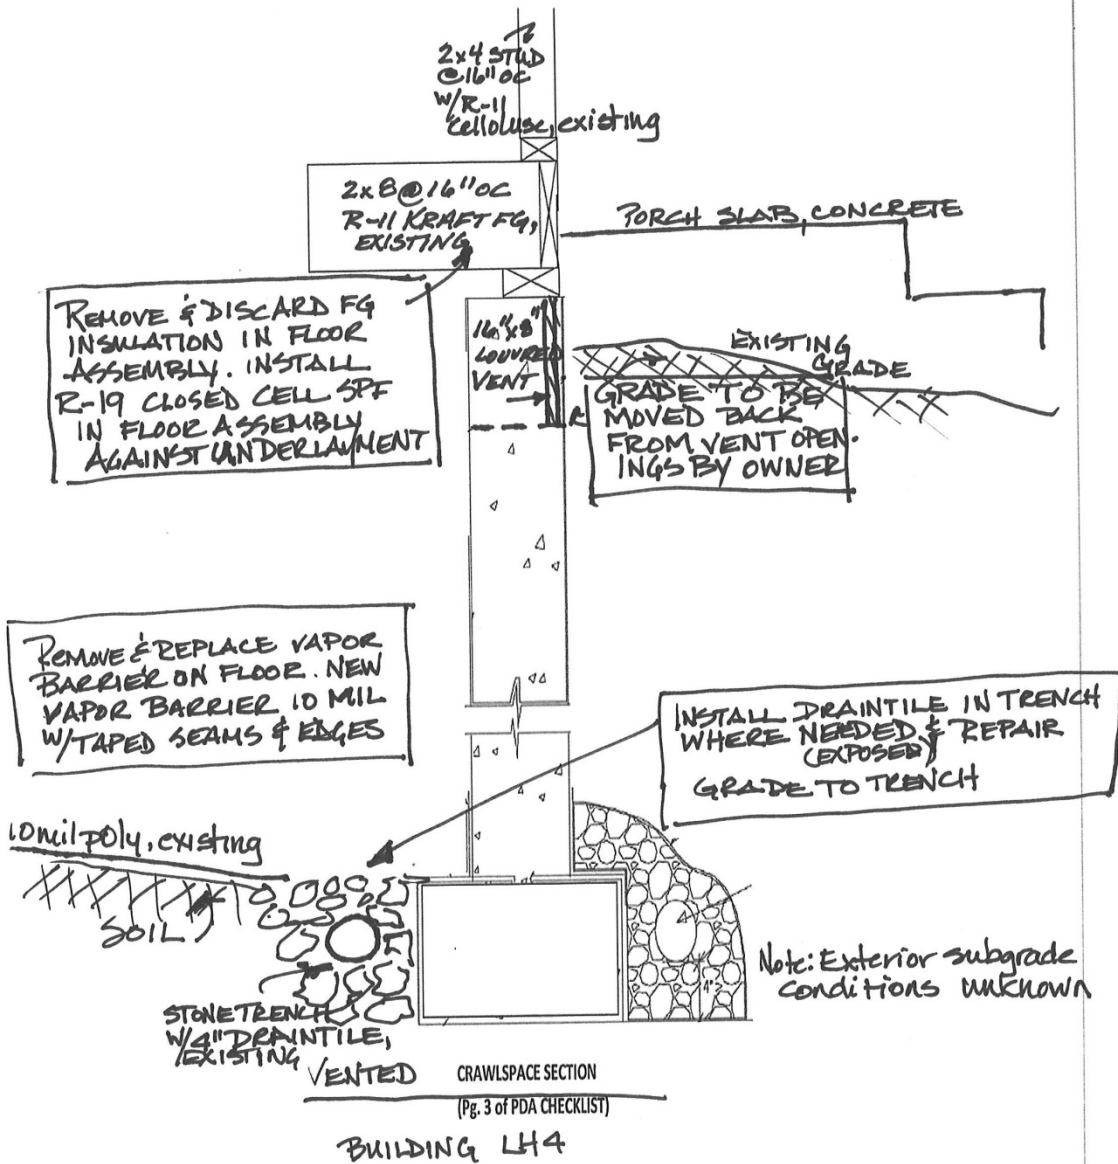 2x4 STUD
@16" OC
W/R-11
Celloluse, existing
2x8@16"OC
R-11 KRAFT FG,
EXISTING
PORCH SLAB, CONCRETE
REMOVE & DISCARD FG
INSULATION IN FLOOR
ASSEMBLY. INSTALL
R-19 CLOSED CELL SPF
IN FLOOR ASSEMBLY
AGAINST UNDERLAYMENT
16"x8"
LOUVRED
VENT
EXISTING
GRADE
GRADE TO BE
MOVED BACK
FROM VENT OPEN-
INGS BY OWNER
REMOVE & REPLACE VAPOR
BARRIER ON FLOOR. NEW
VAPOR BARRIER 10 MIL
W/TAPED SEAMS & EDGES
INSTALL DRAINTILE IN TRENCH
WHERE NEEDED & REPAIR
(EXPOSED)
GRADE TO TRENCH
10 mil poly, existing
SOIL
STONE TRENCH
W/4" DRAINTILE,
EXISTING
4"
Note: Exterior subgrade
conditions unknown
VENTED CRAWLSPACE SECTION
(Pg. 3 of PDA CHECKLIST)
BUILDING LH4